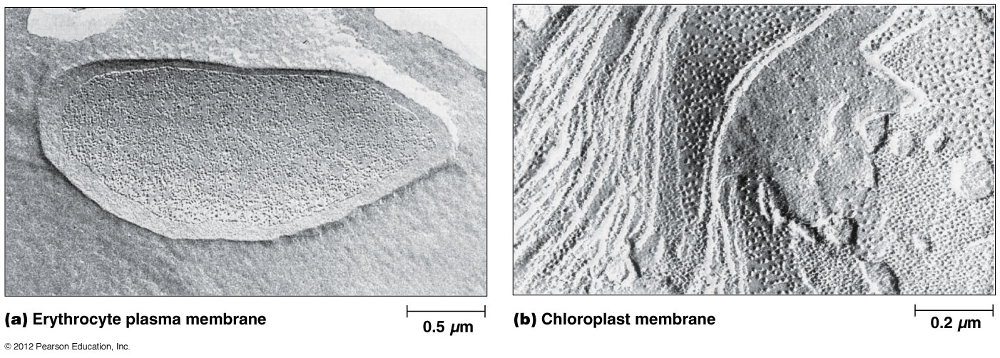 (a) Erythrocyte plasma membrane
0.5 μm
(b) Chloroplast membrane
0.2 μm
© 2012 Pearson Education, Inc.